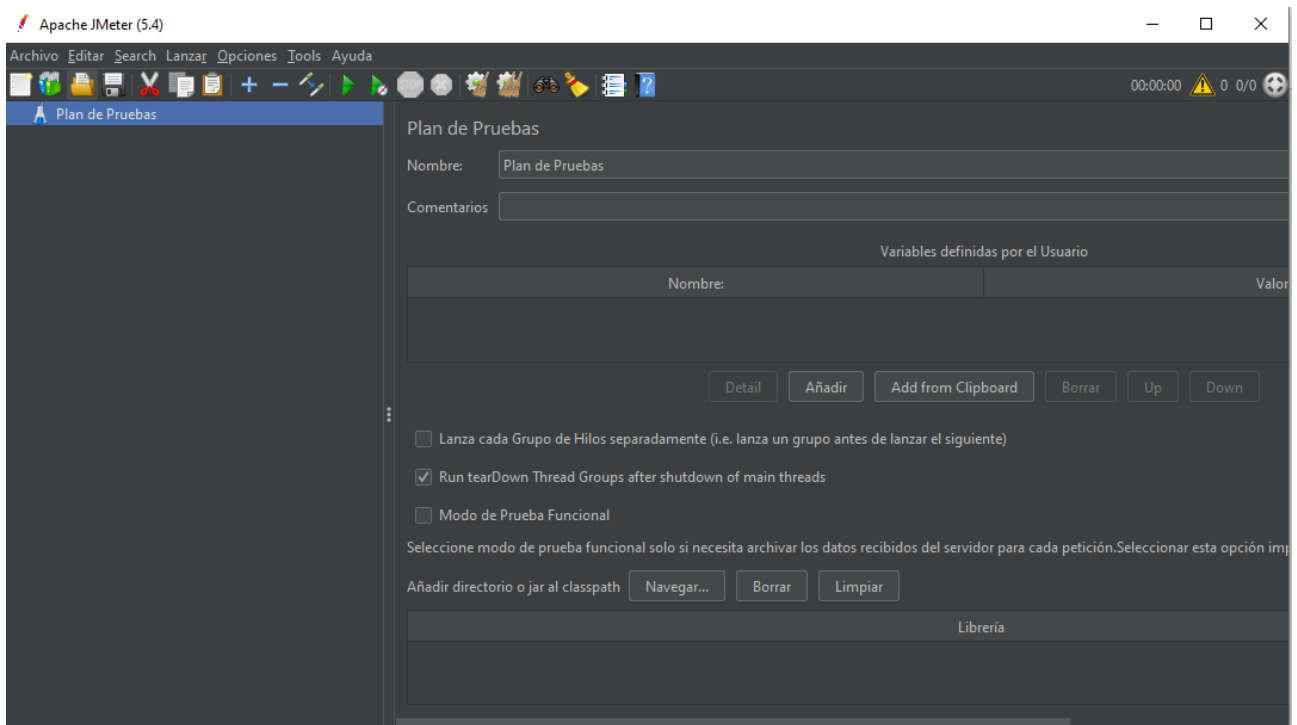 Apache JMeter (5.4)
Archivo Editar Search Lanzar Opciones Tools Ayuda
STOP 00:00:00 0 0/0
Plan de Pruebas
Plan de Pruebas
Nombre: Plan de Pruebas
Comentarios
Variables definidas por el Usuario
Nombre: Valor
Detail Añadir Add from Clipboard Borrar Up Down
Lanza cada Grupo de Hilos separadamente (i.e. lanza un grupo antes de lanzar el siguiente)
Run tearDown Thread Groups after shutdown of main threads
Modo de Prueba Funcional
Seleccione modo de prueba funcional solo si necesita archivar los datos recibidos del servidor para cada petición.Seleccionar esta opción imp
Añadir directorio o jar al classpath Navegar... Borrar Limpiar
Librería